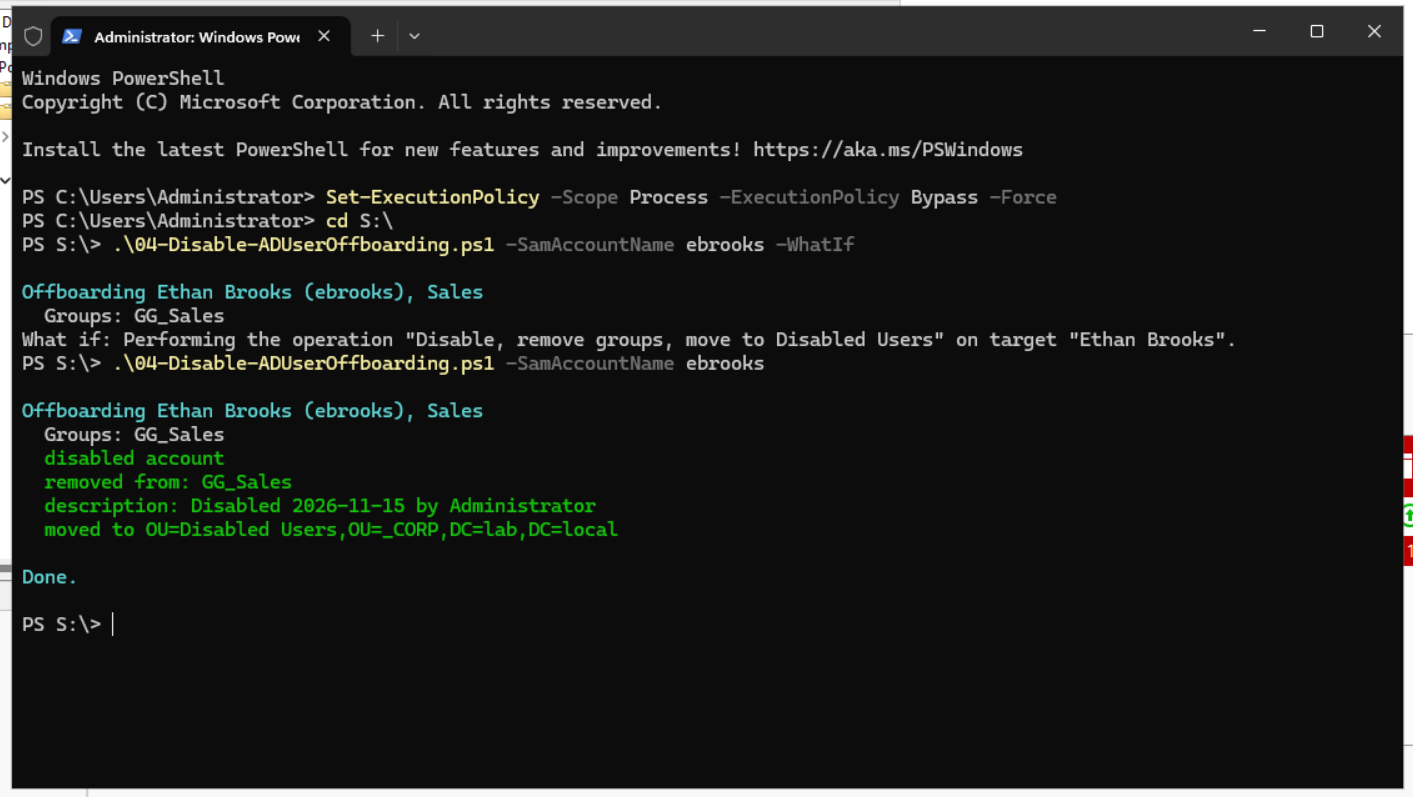 Administrator: Windows Powe
Windows PowerShell
Copyright (C) Microsoft Corporation. All rights reserved.
Install the latest PowerShell for new features and improvements! https://aka.ms/PSWindows
PS C:\Users\Administrator> Set-ExecutionPolicy -Scope Process -ExecutionPolicy Bypass -Force
PS C:\Users\Administrator> cd S:\
PS S:\> .\04-Disable-ADUserOffboarding.ps1 -SamAccountName ebrooks -WhatIf
Offboarding Ethan Brooks (ebrooks), Sales
Groups: GG_Sales
What if: Performing the operation "Disable, remove groups, move to Disabled Users" on target "Ethan Brooks".
PS S:\> .\04-Disable-ADUserOffboarding.ps1 -SamAccountName ebrooks
Offboarding Ethan Brooks (ebrooks), Sales
Groups: GG_Sales
disabled account
removed from: GG_Sales
description: Disabled 2026-11-15 by Administrator
moved to OU=Disabled Users,OU=_CORP,DC=lab,DC=local
Done.
PS S:\>